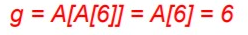 g = A[A[6]] = A[6] = 6